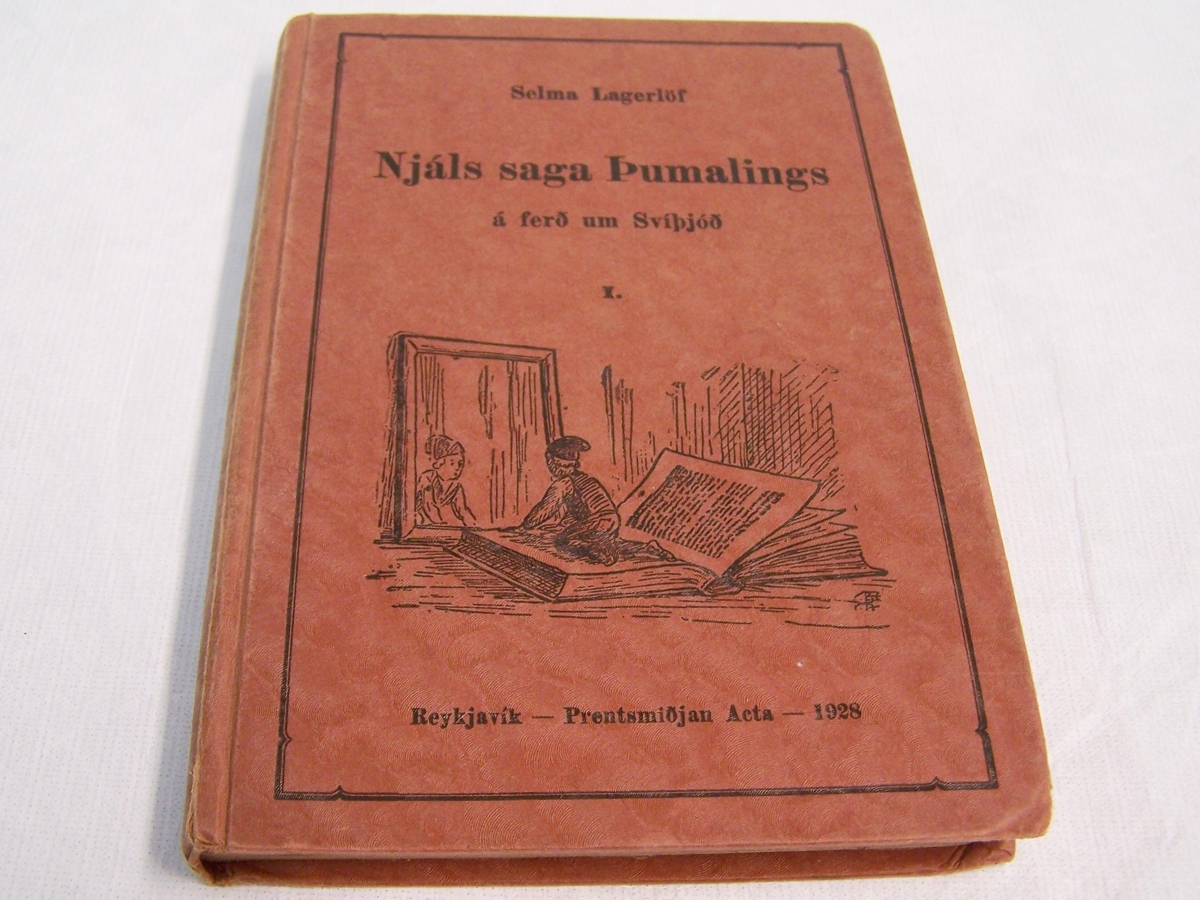 Selma Lagerlöf
Njáls saga Þumalings
á ferð um Svíþjóð
I.
Reykjavík — Prentsmiðjan Acta — 1928